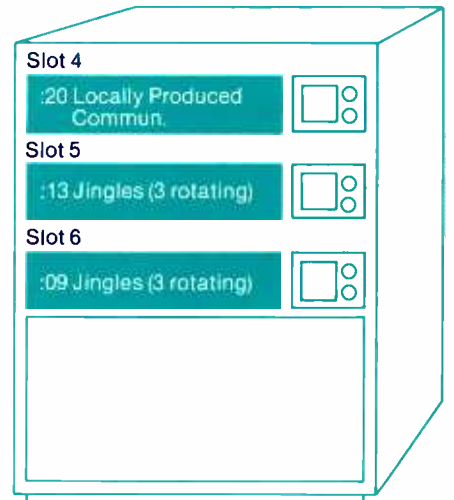 Slot 4
:20 Locally Produced
Commun.
Slot 5
:13 Jingles (3 rotating)
Slot 6
:09 Jingles (3 rotating)